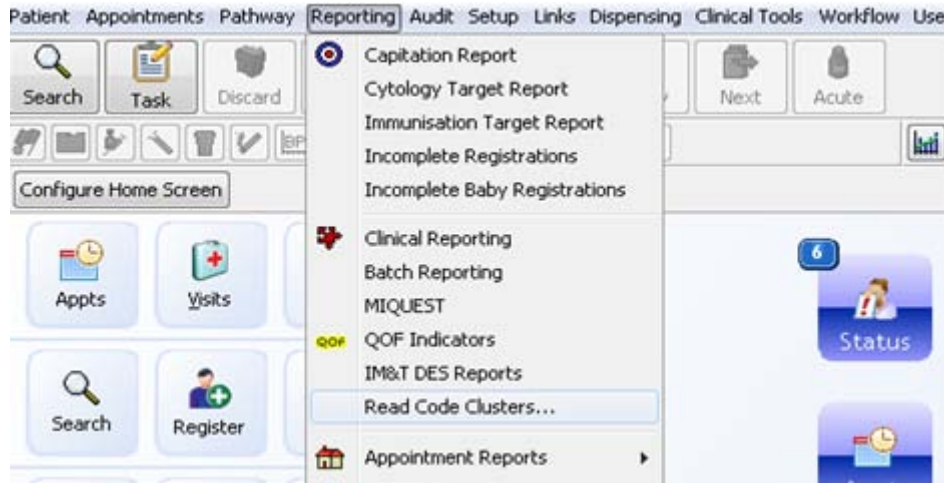 Patient Appointments Pathway Reporting Audit Setup Links Dispensing Clinical Tools Workflow Use
Search Task Discard Next Acute
BP
Configure Home Screen
Capitation Report
Cytology Target Report
Immunisation Target Report
Incomplete Registrations
Incomplete Baby Registrations
Clinical Reporting
Batch Reporting
MIQUEST
QOF QOF Indicators
IM&T DES Reports
Read Code Clusters...
Appointment Reports
Appts Visits
Search Register
6
Status